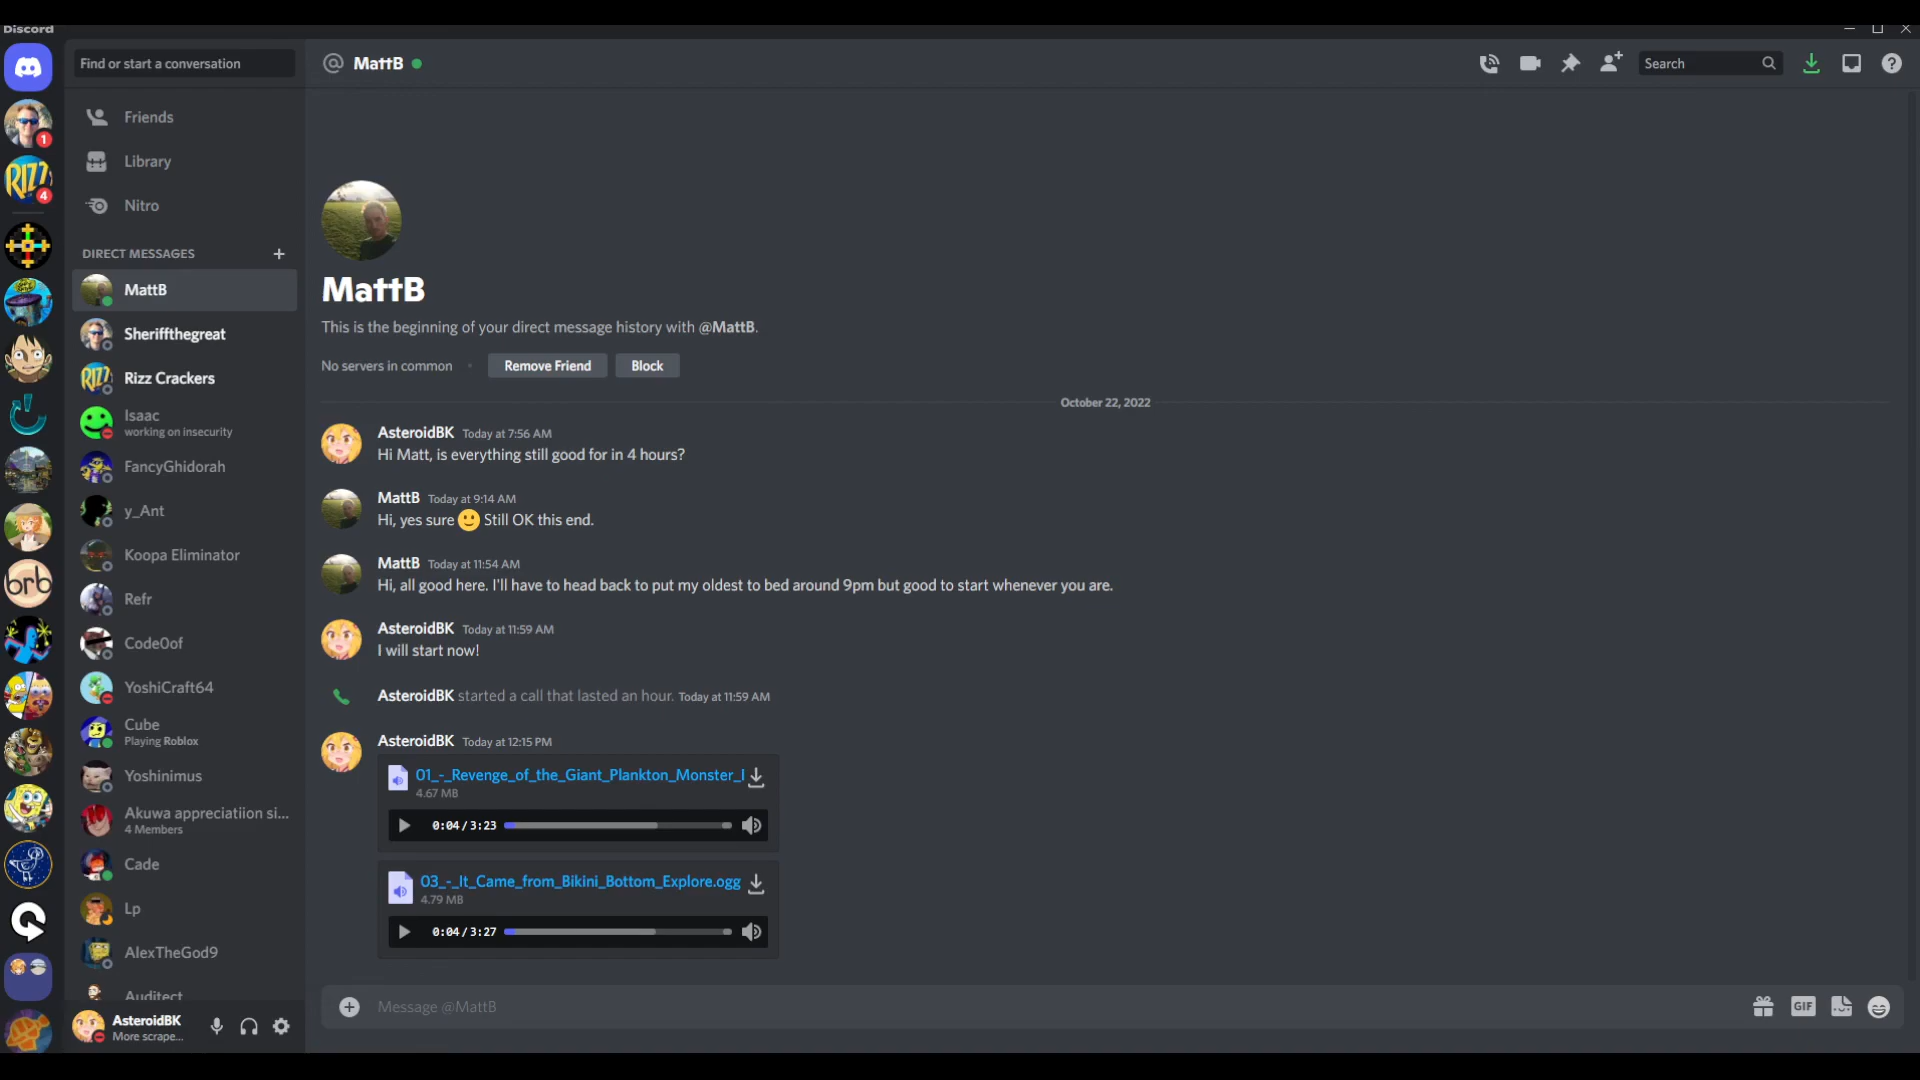 Discord
Find or start a conversation
@ MattB
Search
1
RIZZ
4
brb
Friends
Library
Nitro
DIRECT MESSAGES +
MattB
Sheriffthegreat
Rizz Crackers
Isaac
working on insecurity
FancyGhidorah
y_Ant
Koopa Eliminator
Refr
Code0of
YoshiCraft64
Cube
Playing Roblox
Yoshinimus
Akuwa appreciatiion si...
4 Members
Cade
Lp
AlexTheGod9
Auditect
AsteroidBK
More scrape...
MattB
This is the beginning of your direct message history with @MattB.
No servers in common
Remove Friend
Block
October 22, 2022
AsteroidBK Today at 7:56 AM
Hi Matt, is everything still good for in 4 hours?
MattB Today at 9:14 AM
Hi, yes sure 🙂 Still OK this end.
MattB Today at 11:54 AM
Hi, all good here. I'll have to head back to put my oldest to bed around 9pm but good to start whenever you are.
AsteroidBK Today at 11:59 AM
I will start now!
AsteroidBK started a call that lasted an hour. Today at 11:59 AM
AsteroidBK Today at 12:15 PM
01_-_Revenge_of_the_Giant_Plankton_Monster_
4.67 MB
0:04/3:23
03_-_It_Came_from_Bikini_Bottom_Explore.ogg
4.79 MB
0:04/3:27
Message @MattB
GIF